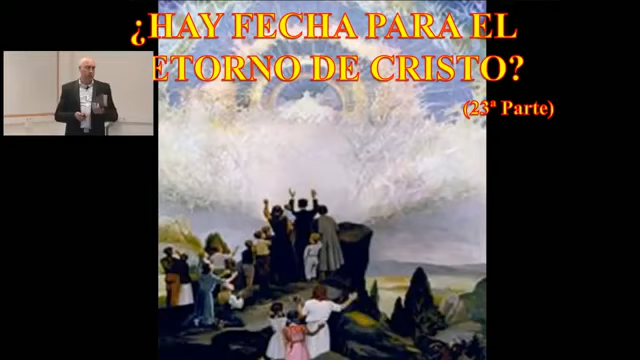 ¿HAY FECHA PARA EL
ETORNO DE CRISTO?
(23ª Parte)